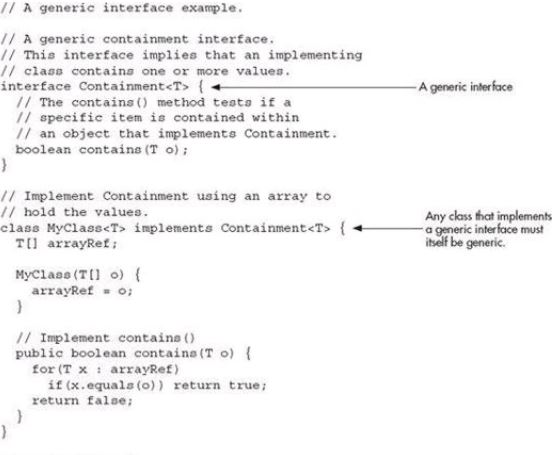 // A generic interface example.

// A generic containment interface.
// This interface implies that an implementing
// class contains one or more values.
interface Containment<T> {
A generic interface
  // The contains() method tests if a
  // specific item is contained within
  // an object that implements Containment.
  boolean contains(T o);
}

// Implement Containment using an array to
// hold the values.
class MyClass<T> implements Containment<T> {
Any class that implements
a generic interface must
itself be generic.
  T[] arrayRef;

  MyClass(T[] o) {
    arrayRef = o;
  }

  // Implement contains()
  public boolean contains(T o) {
    for(T x : arrayRef)
      if(x.equals(o)) return true;
    return false;
  }
}